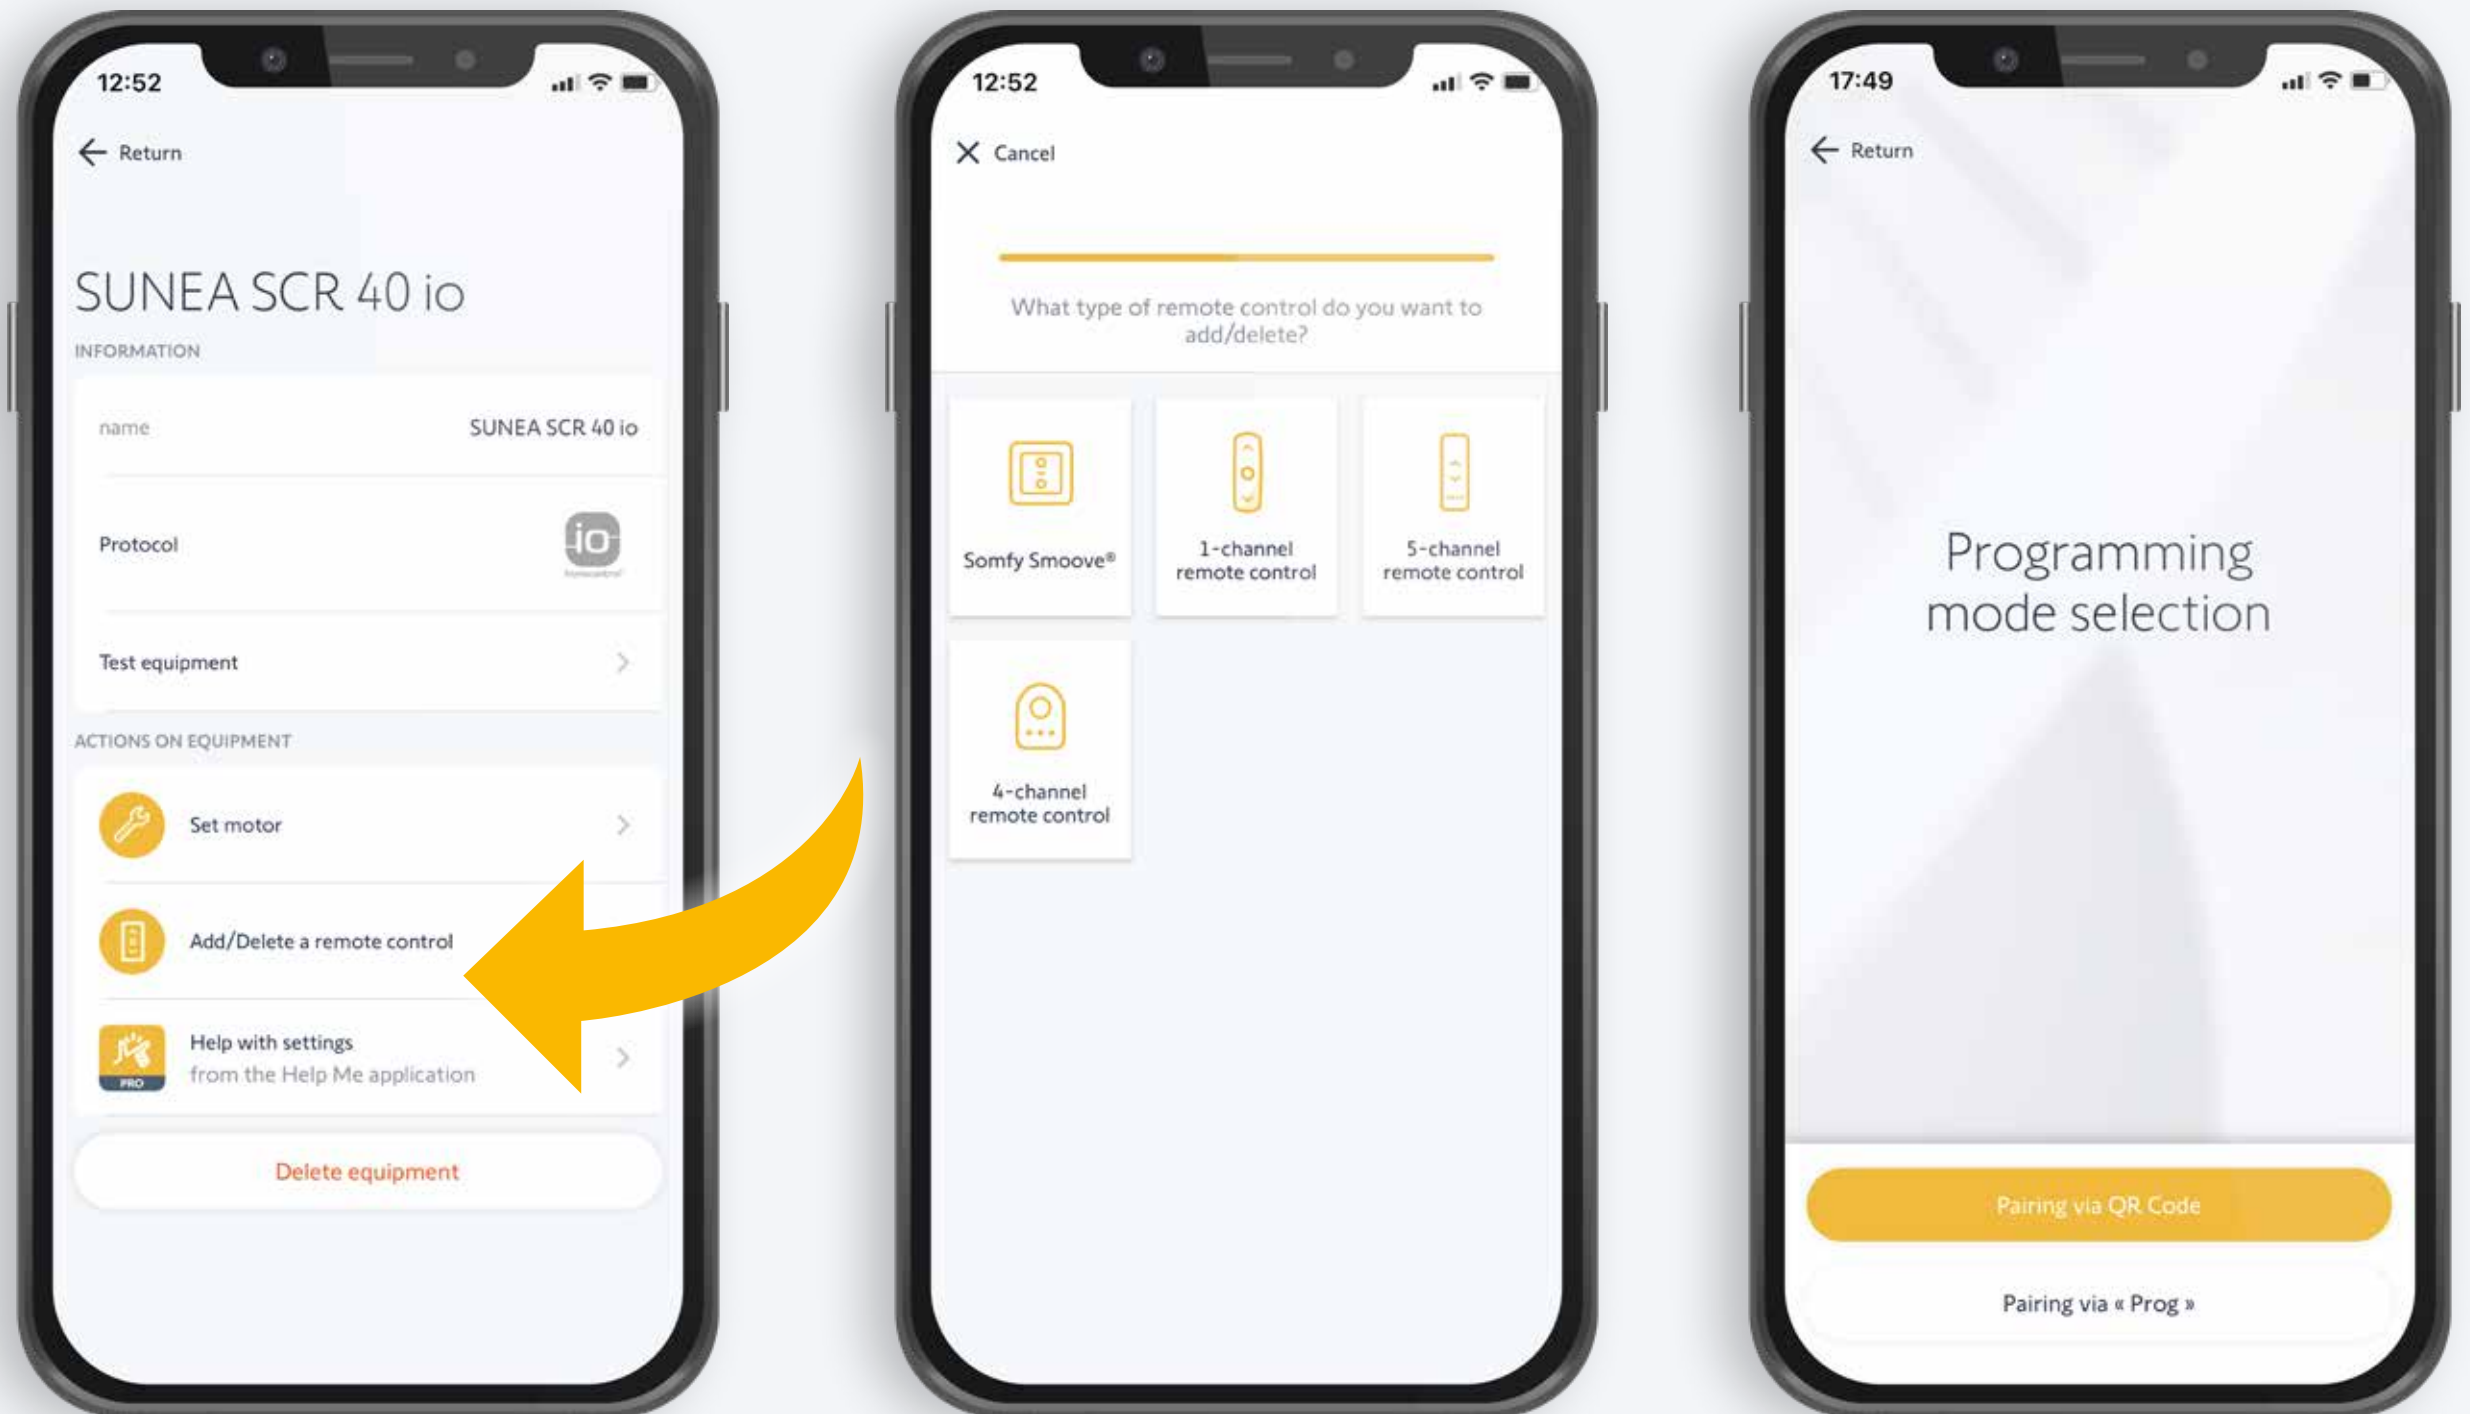 12:52
Return
SUNEA SCR 40 io
INFORMATION
name
SUNEA SCR 40 io
Protocol
io
Test equipment
ACTIONS ON EQUIPMENT
Set motor
Add/Delete a remote control
Help with settings
from the Help Me application
PRO
Delete equipment
12:52
Cancel
What type of remote control do you want to
add/delete?
Somfy Smoove®
1-channel
remote control
5-channel
remote control
4-channel
remote control
17:49
Return
Programming
mode selection
Pairing via QR Code
Pairing via « Prog »